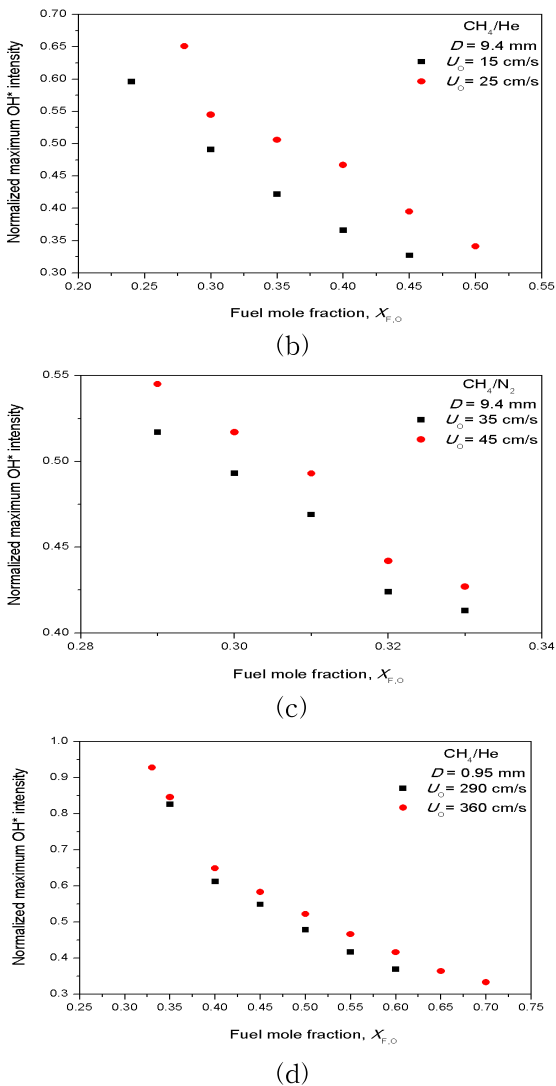 0.70
0.65
0.60
0.55
0.50
0.45
0.40
0.35
0.30
Normalized maximum OH* intensity
CH4/He
D = 9.4 mm
UO = 15 cm/s
UO = 25 cm/s
0.20 0.25 0.30 0.35 0.40 0.45 0.50 0.55
Fuel mole fraction, XF,O
(b)
0.55
0.50
0.45
0.40
Normalized maximum OH* intensity
CH4/N2
D = 9.4 mm
UO = 35 cm/s
UO = 45 cm/s
0.28 0.30 0.32 0.34
Fuel mole fraction, XF,O
(c)
1.0
0.9
0.8
0.7
0.6
0.5
0.4
0.3
Normalized maximum OH* intensity
CH4/He
D = 0.95 mm
UO = 290 cm/s
UO = 360 cm/s
0.25 0.30 0.35 0.40 0.45 0.50 0.55 0.60 0.65 0.70 0.75
Fuel mole fraction, XF,O
(d)